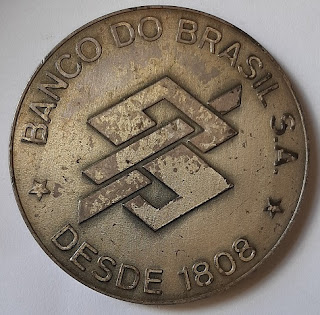 BANCO DO BRASIL S.A.
DESDE 1808